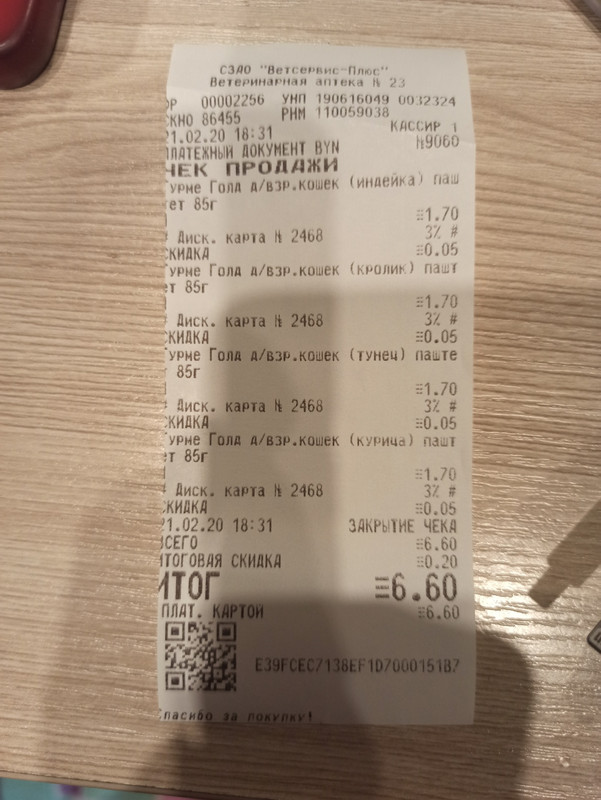 СЗАО "Ветсервис-Плюс"
Ветеринарная аптека № 23
ОР 00002256 УНП 190616049 0032324
СКНО 86455 РНМ 110059038
21.02.20 18:31 КАССИР 1
ПЛАТЕЖНЫЙ ДОКУМЕНТ BYN №9060
ЧЕК ПРОДАЖИ
Гурме Голд д/взр.кошек (индейка) паш
ет 85г
≡1.70
# Диск. карта № 2468 3% #
СКИДКА ≡0.05
Гурме Голд д/взр.кошек (кролик) пашт
ет 85г
≡1.70
Диск. карта № 2468 3% #
СКИДКА ≡0.05
Гурме Голд д/взр.кошек (тунец) паште
85г
≡1.70
Диск. карта № 2468 3% #
СКИДКА ≡0.05
Гурме Голд д/взр.кошек (курица) пашт
ет 85г
≡1.70
# Диск. карта № 2468 3% #
СКИДКА ≡0.05
21.02.20 18:31 ЗАКРЫТИЕ ЧЕКА
ВСЕГО ≡6.60
ИТОГОВАЯ СКИДКА ≡0.20
ИТОГ ≡6.60
ПЛАТ. КАРТОЙ ≡6.60
E39FCEC7138EF1D7000151B7
Спасибо за покупку!